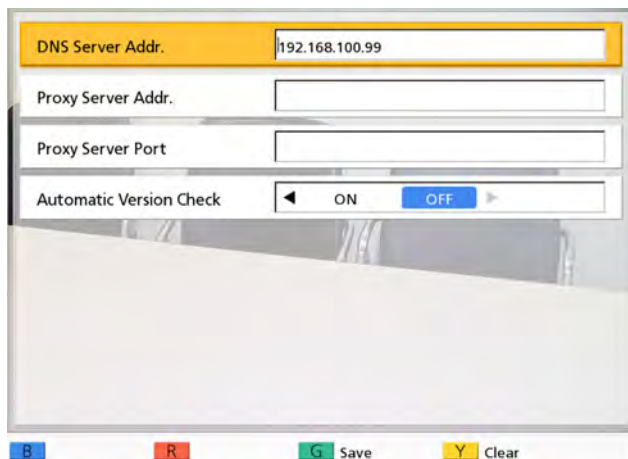 DNS Server Addr.
192.168.100.99
Proxy Server Addr.
Proxy Server Port
Automatic Version Check
ON OFF
B R G Save Y Clear